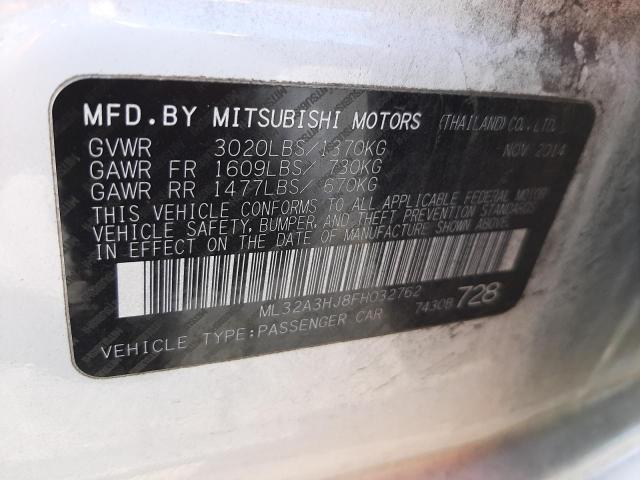 MFD.BY MITSUBISHI MOTORS (THAILAND) CO., LTD.
GVWR 3020LBS/1370KG NOV 2014
GAWR FR 1609LBS/ 730KG
GAWR RR 1477LBS/ 670KG
THIS VEHICLE CONFORMS TO ALL APPLICABLE FEDERAL MOTOR
VEHICLE SAFETY, BUMPER, AND THEFT PREVENTION STANDARDS
IN EFFECT ON THE DATE OF MANUFACTURE SHOWN ABOVE.
ML32A3HJ8FH032762
VEHICLE TYPE:PASSENGER CAR 7430B 728